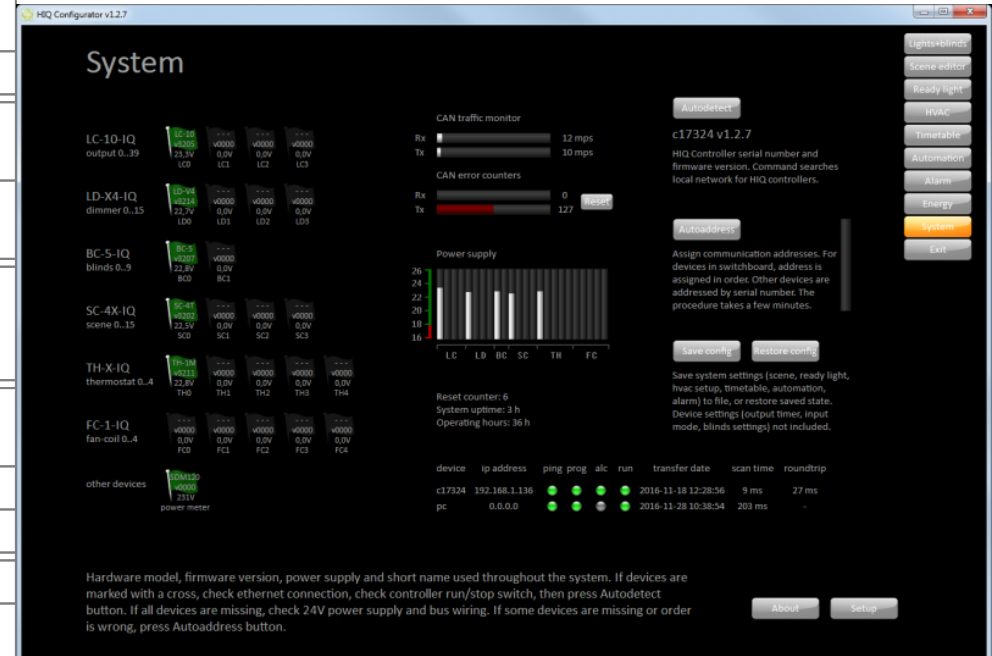 HIQ Configurator v1.2.7
System
LC-10-IQ
output 0..39
LC-10 --- --- ---
v8205 v0000 v0000 v0000
23,3V 0,0V 0,0V 0,0V
LC0 LC1 LC2 LC3
LD-X4-IQ
dimmer 0..15
LD-V4 --- --- ---
v8214 v0000 v0000 v0000
22,7V 0,0V 0,0V 0,0V
LD0 LD1 LD2 LD3
BC-5-IQ
blinds 0..9
BC-5 ---
v8207 v0000
22,8V 0,0V
BC0 BC1
SC-4X-IQ
scene 0..15
SC-4T --- --- ---
v9202 v0000 v0000 v0000
22,5V 0,0V 0,0V 0,0V
SC0 SC1 SC2 SC3
TH-X-IQ
thermostat 0..4
TH-1M --- --- --- ---
v8211 v0000 v0000 v0000 v0000
22,8V 0,0V 0,0V 0,0V 0,0V
TH0 TH1 TH2 TH3 TH4
FC-1-IQ
fan-coil 0..4
--- --- --- --- ---
v0000 v0000 v0000 v0000 v0000
0,0V 0,0V 0,0V 0,0V 0,0V
FC0 FC1 FC2 FC3 FC4
other devices
SDM120
v0000
231V
power meter
CAN traffic monitor
Rx 12 mps
Tx 10 mps
CAN error counters
Rx 0
Tx 127
Reset
Power supply
26
24
22
20
18
16
LC LD BC SC TH FC
Reset counter: 6
System uptime: 3 h
Operating hours: 36 h
device ip address ping prog alc run transfer date scan time roundtrip
c17324 192.168.1.136 2016-11-18 12:28:56 9 ms 27 ms
pc 0.0.0.0 2016-11-28 10:38:54 203 ms -
Autodetect
c17324 v1.2.7
HIQ Controller serial number and
firmware version. Command searches
local network for HIQ controllers.
Autoaddress
Assign communication addresses. For
devices in switchboard, address is
assigned in order. Other devices are
addressed by serial number. The
procedure takes a few minutes.
Save config Restore config
Save system settings (scene, ready light,
hvac setup, timetable, automation,
alarm) to file, or restore saved state.
Device settings (output timer, input
mode, blinds settings) not included.
Lights+blinds
Scene editor
Ready light
HVAC
Timetable
Automation
Alarm
Energy
System
Exit
Hardware model, firmware version, power supply and short name used throughout the system. If devices are
marked with a cross, check ethernet connection, check controller run/stop switch, then press Autodetect
button. If all devices are missing, check 24V power supply and bus wiring. If some devices are missing or order
is wrong, press Autoaddress button.
About Setup